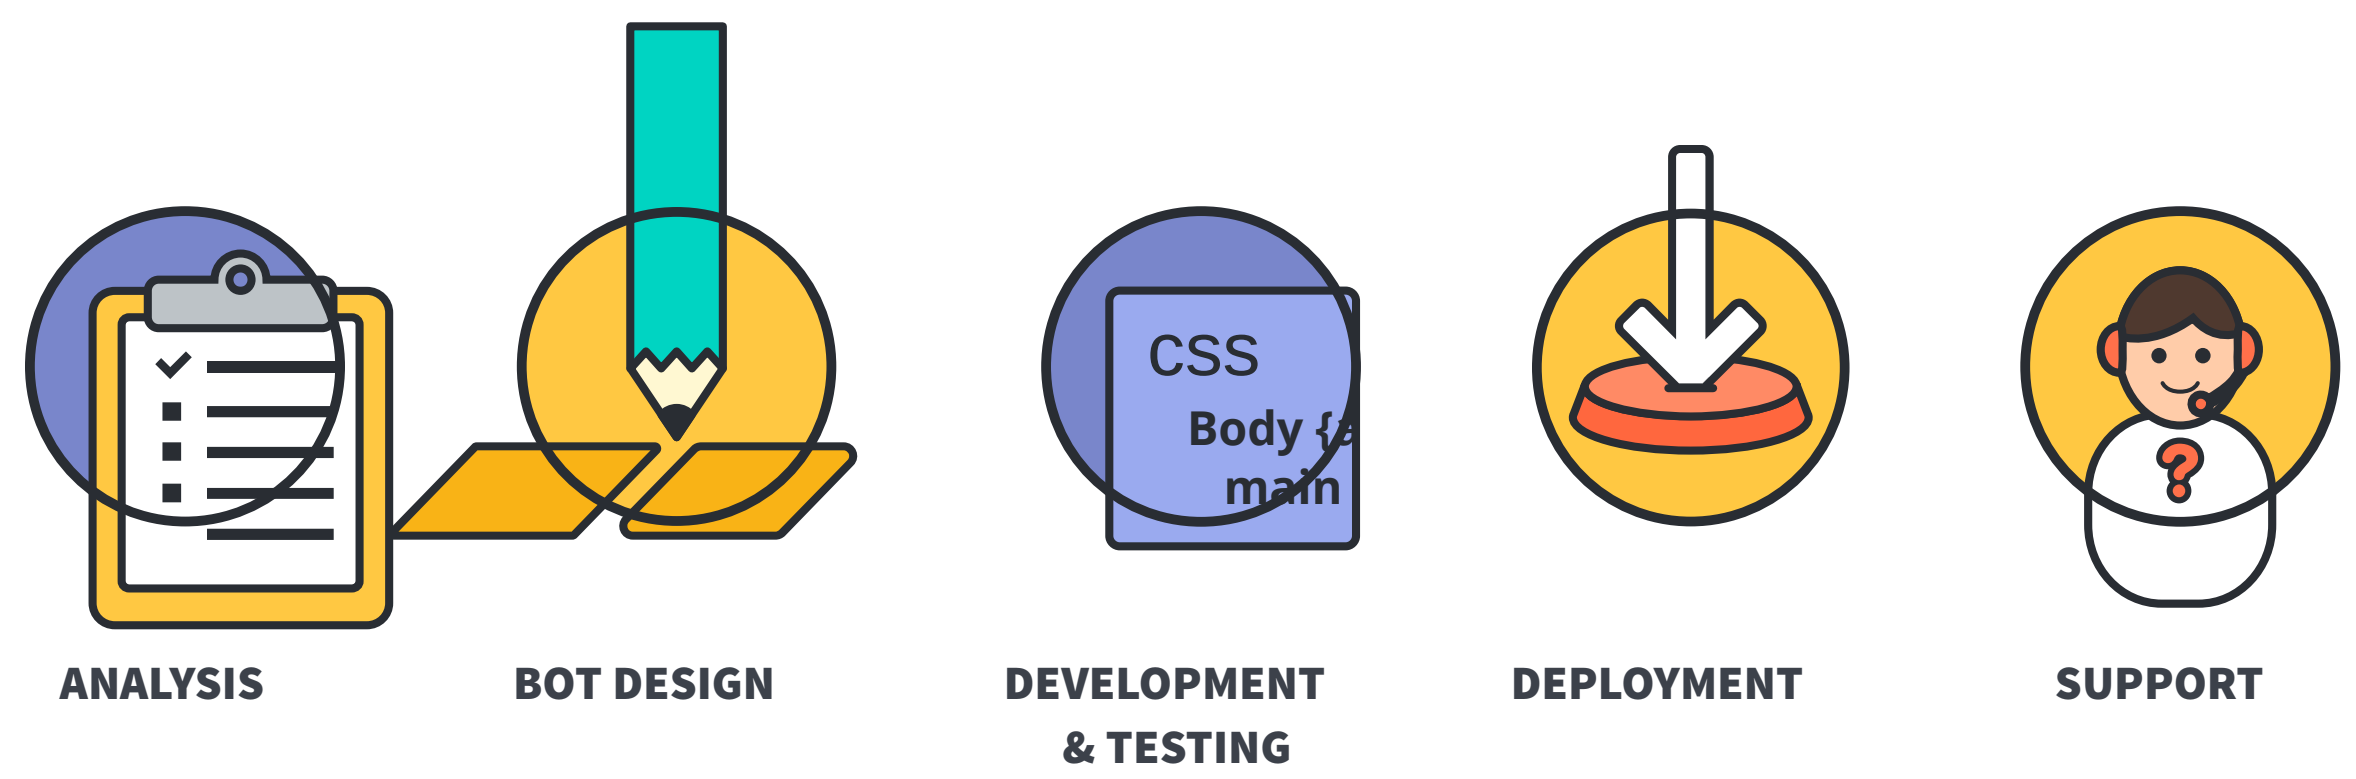 CSS
Body {a
main
ANALYSIS
BOT DESIGN
DEVELOPMENT
& TESTING
DEPLOYMENT
SUPPORT
?